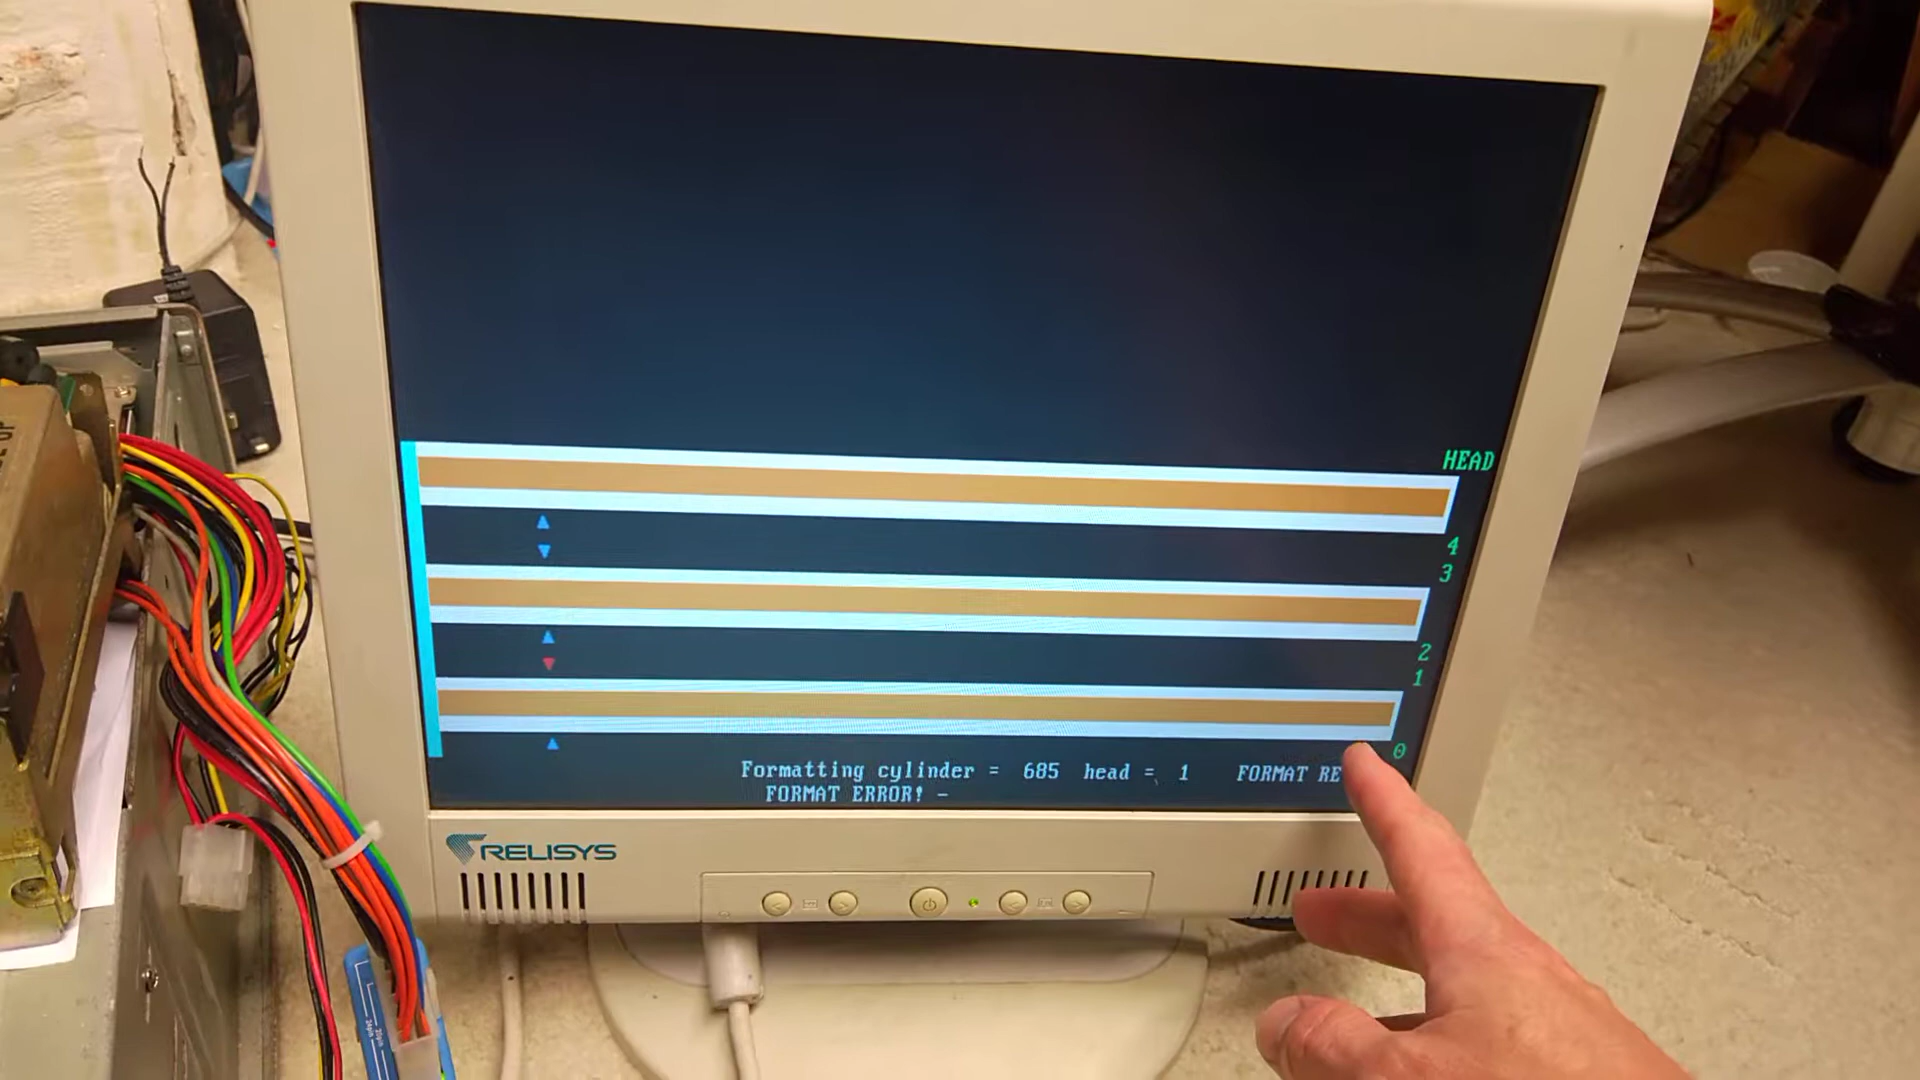 HEAD
4
3
2
1
0
Formatting cylinder = 685 head = 1 FORMAT RE
FORMAT ERROR! -
RELISYS